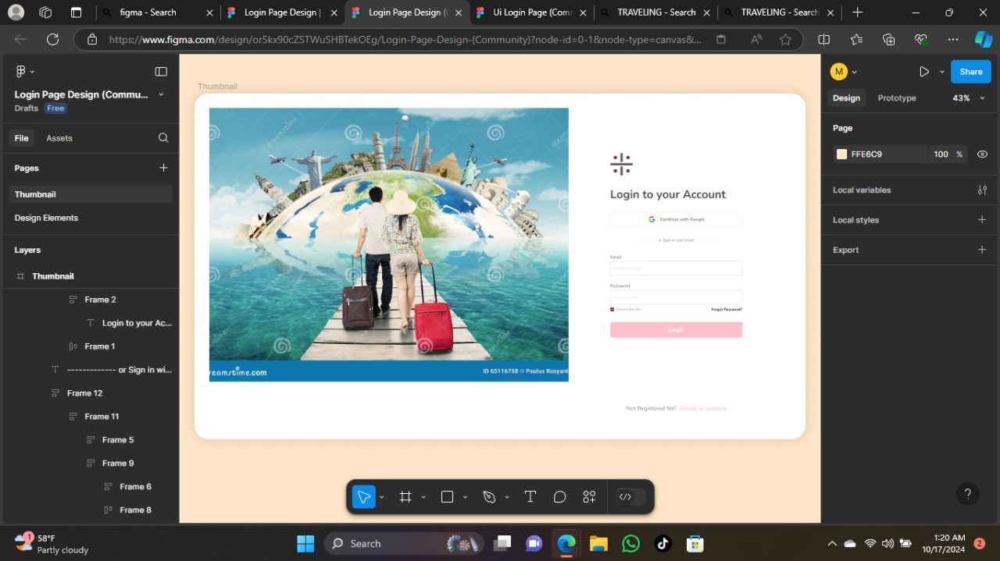 figma - Search
Login Page Design |
Login Page Design (
Ui Login Page (Comr
TRAVELING - Search
TRAVELING - Search
https://www.figma.com/design/or5kx90cZSTWuSHBTekOEg/Login-Page-Design-(Community)?node-id=0-1&node-type=canvas&...
Login Page Design (Commu...
Drafts
Free
File
Assets
Pages
Thumbnail
Design Elements
Layers
Thumbnail
Frame 2
Login to your Ac...
Frame 1
------------- or Sign in wi...
Frame 12
Frame 11
Frame 5
Frame 9
Frame 6
Frame 8
Thumbnail
dreamstime
reamstime.com
ID 65116758 © Paulus Rusyant
Login to your Account
Continue with Google
or Sign in with Email
Email
Password
Remember Me
Forgot Password?
Login
Not Registered Yet? Create an account
M
Share
Design
Prototype
43%
Page
FFE6C9
100 %
Local variables
Local styles
Export
?
1
58°F
Partly cloudy
Search
1:20 AM
10/17/2024
2